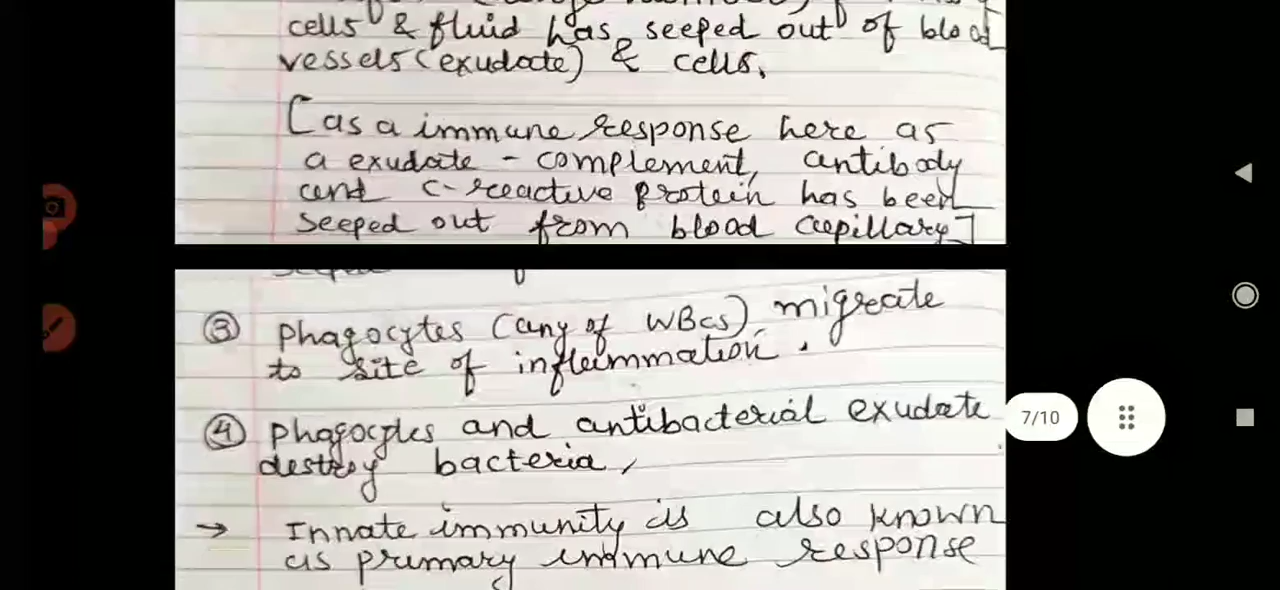 cells & fluid has seeped out of blood
vessels (exudate) & cells.
[as a immune response here as
a exudate - complement, antibody
and c-reactive protein has been
seeped out from blood capillary]
③ phagocytes (any of WBCs) migrate
to site of inflammation.
7/10
④ phagocytes and antibacterial exudate
destroy bacteria,
→ Innate immunity is also known
as primary immune response